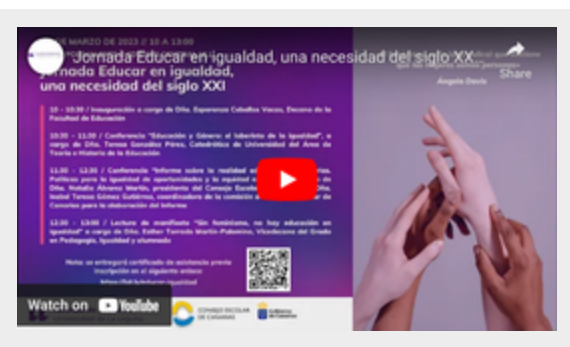 DE MARZO DE 2023 // 10 A 13:00
Jornada Educar en igualdad, una necesidad del siglo XX...
Share
Jornada Educar en igualdad,
una necesidad del siglo XXI
que las mujeres somos personas»
Ángela Davis
10 - 10:30 / Inauguración a cargo de Dña. Esperanza Ceballos Vacas, Decana de la
Facultad de Educación
10:30 - 11:30 / Conferencia "Educación y Género: el laberinto de la igualdad", a
cargo de Dña. Teresa González Pérez, Catedrática de Universidad del Área de
Teoría e Historia de la Educación
11:30 - 12:30 / Conferencia "Informe sobre la realidad
Políticas para la igualdad de oportunidades y la equidad
Dña. Natalia Álvarez Martín, presidenta del Consejo Escolar
Isabel Teresa Gómez Gutiérrez, coordinadora de la comisión
Canarias para la elaboración del informe
12:30 - 13:00 / Lectura de manifiesto "Sin feminismo, no hay educación en
igualdad" a cargo de Dña. Esther Torrado Martín-Palomino, Vicedecana del Grado
en Pedagogía, Igualdad y alumnado
Nota: se entregará certificado de asistencia previa
inscripción en el siguiente enlace:
Watch on YouTube
CONSEJO ESCOLAR
DE CANARIAS
Gobierno
de Canarias